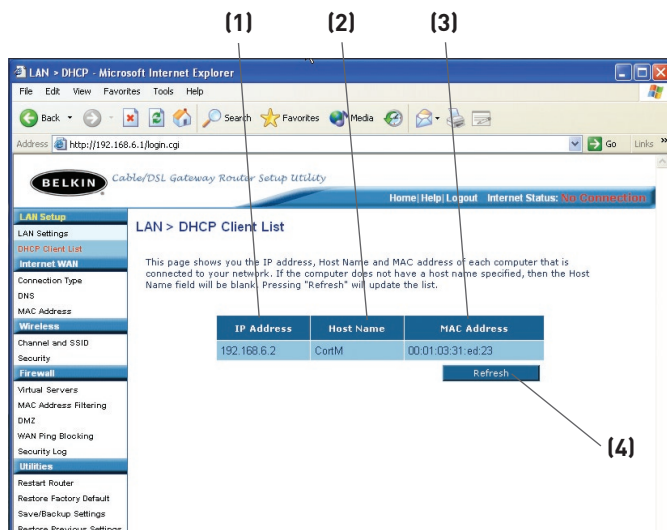 (1) (2) (3)
LAN > DHCP - Microsoft Internet Explorer
File Edit View Favorites Tools Help
Back Search Favorites Media
Address http://192.168.6.1/login.cgi Go Links »
BELKIN Cable/DSL Gateway Router Setup Utility
Home|Help|Logout Internet Status: No Connection
LAN Setup
LAN Settings
DHCP Client List
Internet WAN
Connection Type
DNS
MAC Address
Wireless
Channel and SSID
Security
Firewall
Virtual Servers
MAC Address Filtering
DMZ
WAN Ping Blocking
Security Log
Utilities
Restart Router
Restore Factory Default
Save/Backup Settings
Restore Previous Settings
LAN > DHCP Client List
This page shows you the IP address, Host Name and MAC address of each computer that is
connected to your network. If the computer does not have a host name specified, then the Host
Name field will be blank. Pressing "Refresh" will update the list.
IP Address Host Name MAC Address
192.168.6.2 CortM 00:01:03:31:ed:23
Refresh
(4)